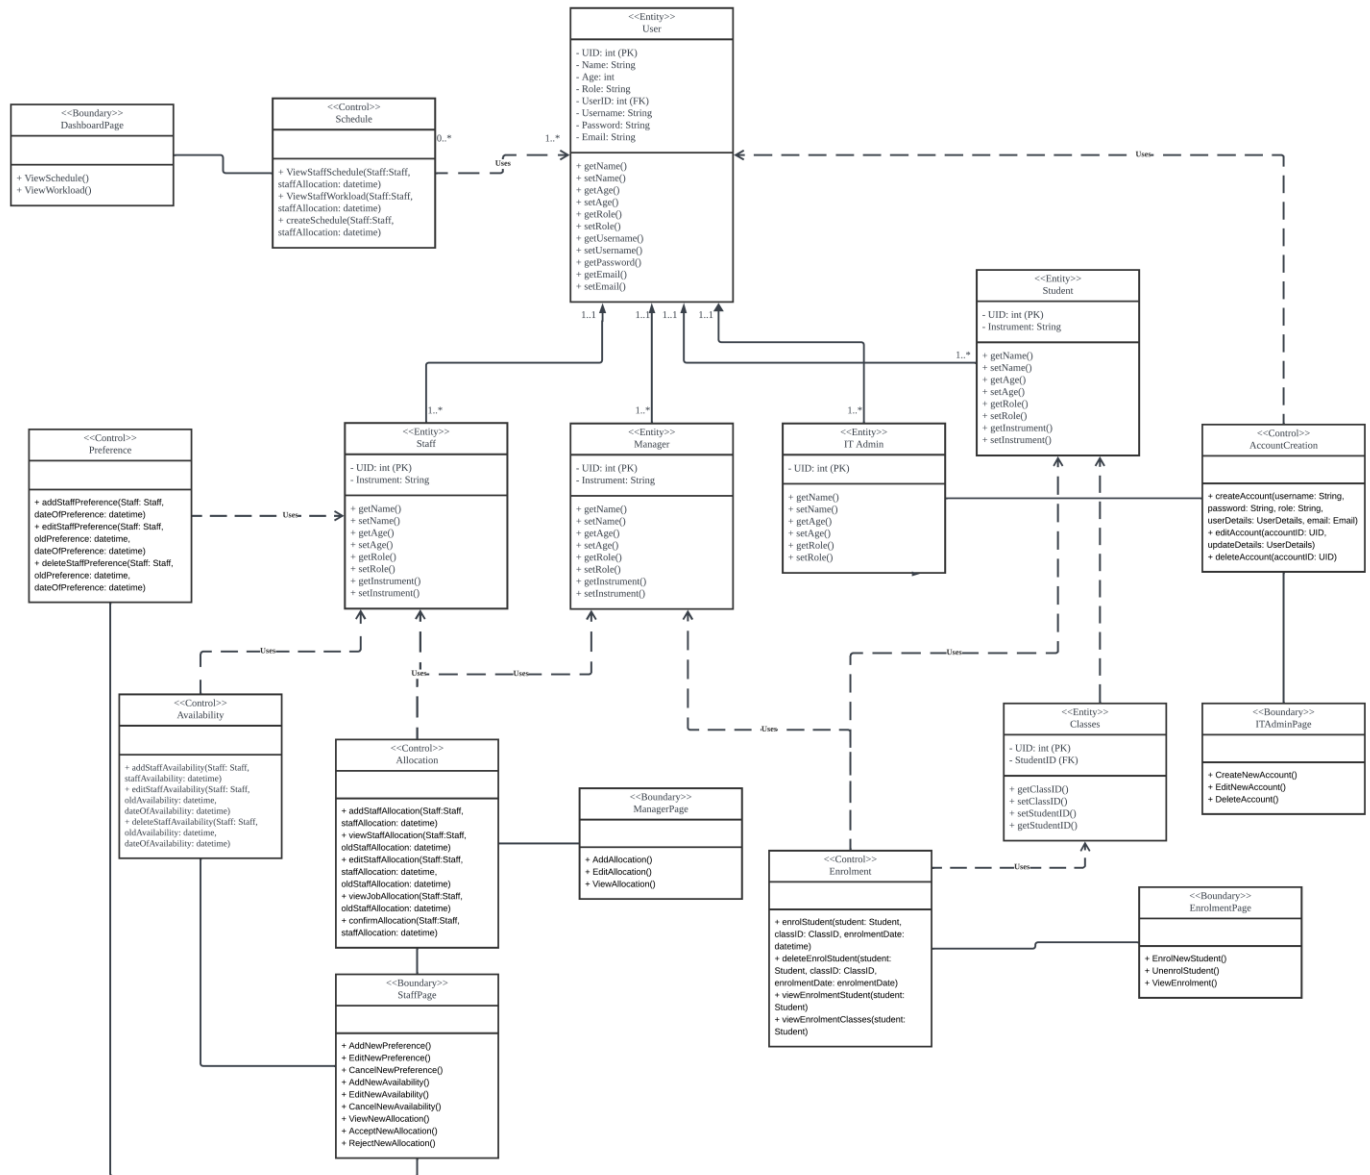 <<Entity>>
User
- UID: int (PK)
- Name: String
- Age: int
- Role: String
- UserID: int (FK)
- Username: String
- Password: String
- Email: String
+ getName()
+ setName()
+ getAge()
+ setAge()
+ getRole()
+ setRole()
+ getUsername()
+ setUsername()
+ getPassword()
+ getEmail()
+ setEmail()
<<Boundary>>
DashboardPage
+ ViewSchedule()
+ ViewWorkload()
<<Control>>
Schedule
+ ViewStaffSchedule(Staff:Staff,
staffAllocation: datetime)
+ ViewStaffWorkload(Staff:Staff,
staffAllocation: datetime)
+ createSchedule(Staff:Staff,
staffAllocation: datetime)
0..*
1..*
Uses
Uses
<<Entity>>
Student
- UID: int (PK)
- Instrument: String
+ getName()
+ setName()
+ getAge()
+ setAge()
+ getRole()
+ setRole()
+ getInstrument()
+ setInstrument()
1..1
1..1
1..1
1..1
1..*
1..*
1..*
1..*
<<Control>>
Preference
+ addStaffPreference(Staff: Staff,
dateOfPreference: datetime)
+ editStaffPreference(Staff: Staff,
oldPreference: datetime,
dateOfPreference: datetime)
+ deleteStaffPreference(Staff: Staff,
oldPreference: datetime,
dateOfPreference: datetime)
Uses
<<Entity>>
Staff
- UID: int (PK)
- Instrument: String
+ getName()
+ setName()
+ getAge()
+ setAge()
+ getRole()
+ setRole()
+ getInstrument()
+ setInstrument()
<<Entity>>
Manager
- UID: int (PK)
- Instrument: String
+ getName()
+ setName()
+ getAge()
+ setAge()
+ getRole()
+ setRole()
+ getInstrument()
+ setInstrument()
<<Entity>>
IT Admin
- UID: int (PK)
+ getName()
+ setName()
+ getAge()
+ setAge()
+ getRole()
+ setRole()
<<Control>>
AccountCreation
+ createAccount(username: String,
password: String, role: String,
userDetails: UserDetails, email: Email)
+ editAccount(accountID: UID,
updateDetails: UserDetails)
+ deleteAccount(accountID: UID)
Uses
Uses
Uses
Uses
Uses
<<Control>>
Availability
+ addStaffAvailability(Staff: Staff,
staffAvailability: datetime)
+ editStaffAvailability(Staff: Staff,
oldAvailability: datetime,
dateOfAvailability: datetime)
+ deleteStaffAvailability(Staff: Staff,
oldAvailability: datetime,
dateOfAvailability: datetime)
<<Control>>
Allocation
+ addStaffAllocation(Staff:Staff,
staffAllocation: datetime)
+ viewStaffAllocation(Staff:Staff,
oldStaffAllocation: datetime)
+ editStaffAllocation(Staff:Staff,
staffAllocation: datetime,
oldStaffAllocation: datetime)
+ viewJobAllocation(Staff:Staff,
oldStaffAllocation: datetime)
+ confirmAllocation(Staff:Staff,
staffAllocation: datetime)
<<Boundary>>
ManagerPage
+ AddAllocation()
+ EditAllocation()
+ ViewAllocation()
<<Entity>>
Classes
- UID: int (PK)
- StudentID (FK)
+ getClassID()
+ setClassID()
+ setStudentID()
+ getStudentID()
<<Boundary>>
ITAdminPage
+ CreateNewAccount()
+ EditNewAccount()
+ DeleteAccount()
<<Control>>
Enrolment
+ enrolStudent(student: Student,
classID: ClassID, enrolmentDate:
datetime)
+ deleteEnrolStudent(student:
Student, classID: ClassID,
enrolmentDate: enrolmentDate)
+ viewEnrolmentStudent(student:
Student)
+ viewEnrolmentClasses(student:
Student)
Uses
<<Boundary>>
EnrolmentPage
+ EnrolNewStudent()
+ UnenrolStudent()
+ ViewEnrolment()
<<Boundary>>
StaffPage
+ AddNewPreference()
+ EditNewPreference()
+ CancelNewPreference()
+ AddNewAvailability()
+ EditNewAvailability()
+ CancelNewAvailability()
+ ViewNewAllocation()
+ AcceptNewAllocation()
+ RejectNewAllocation()